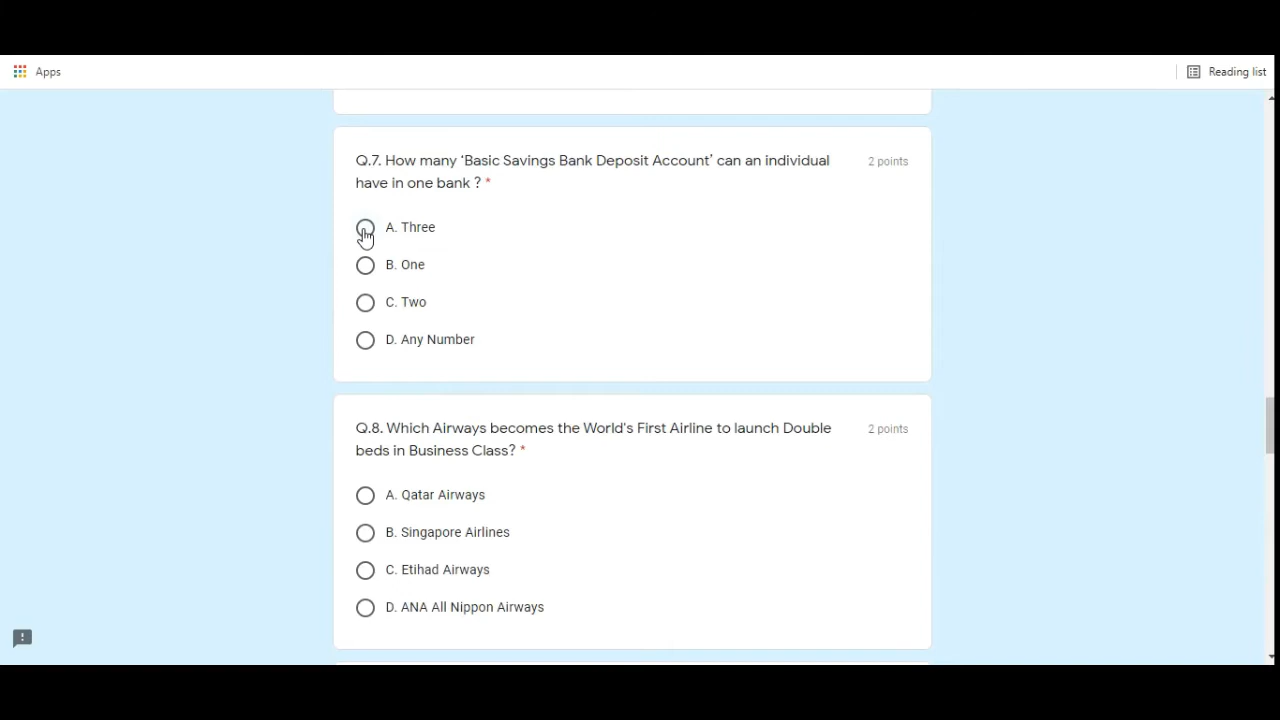 Apps
Reading list
Q.7. How many ‘Basic Savings Bank Deposit Account’ can an individual
have in one bank ? *
2 points
A. Three
B. One
C. Two
D. Any Number
Q.8. Which Airways becomes the World's First Airline to launch Double
beds in Business Class? *
2 points
A. Qatar Airways
B. Singapore Airlines
C. Etihad Airways
D. ANA All Nippon Airways